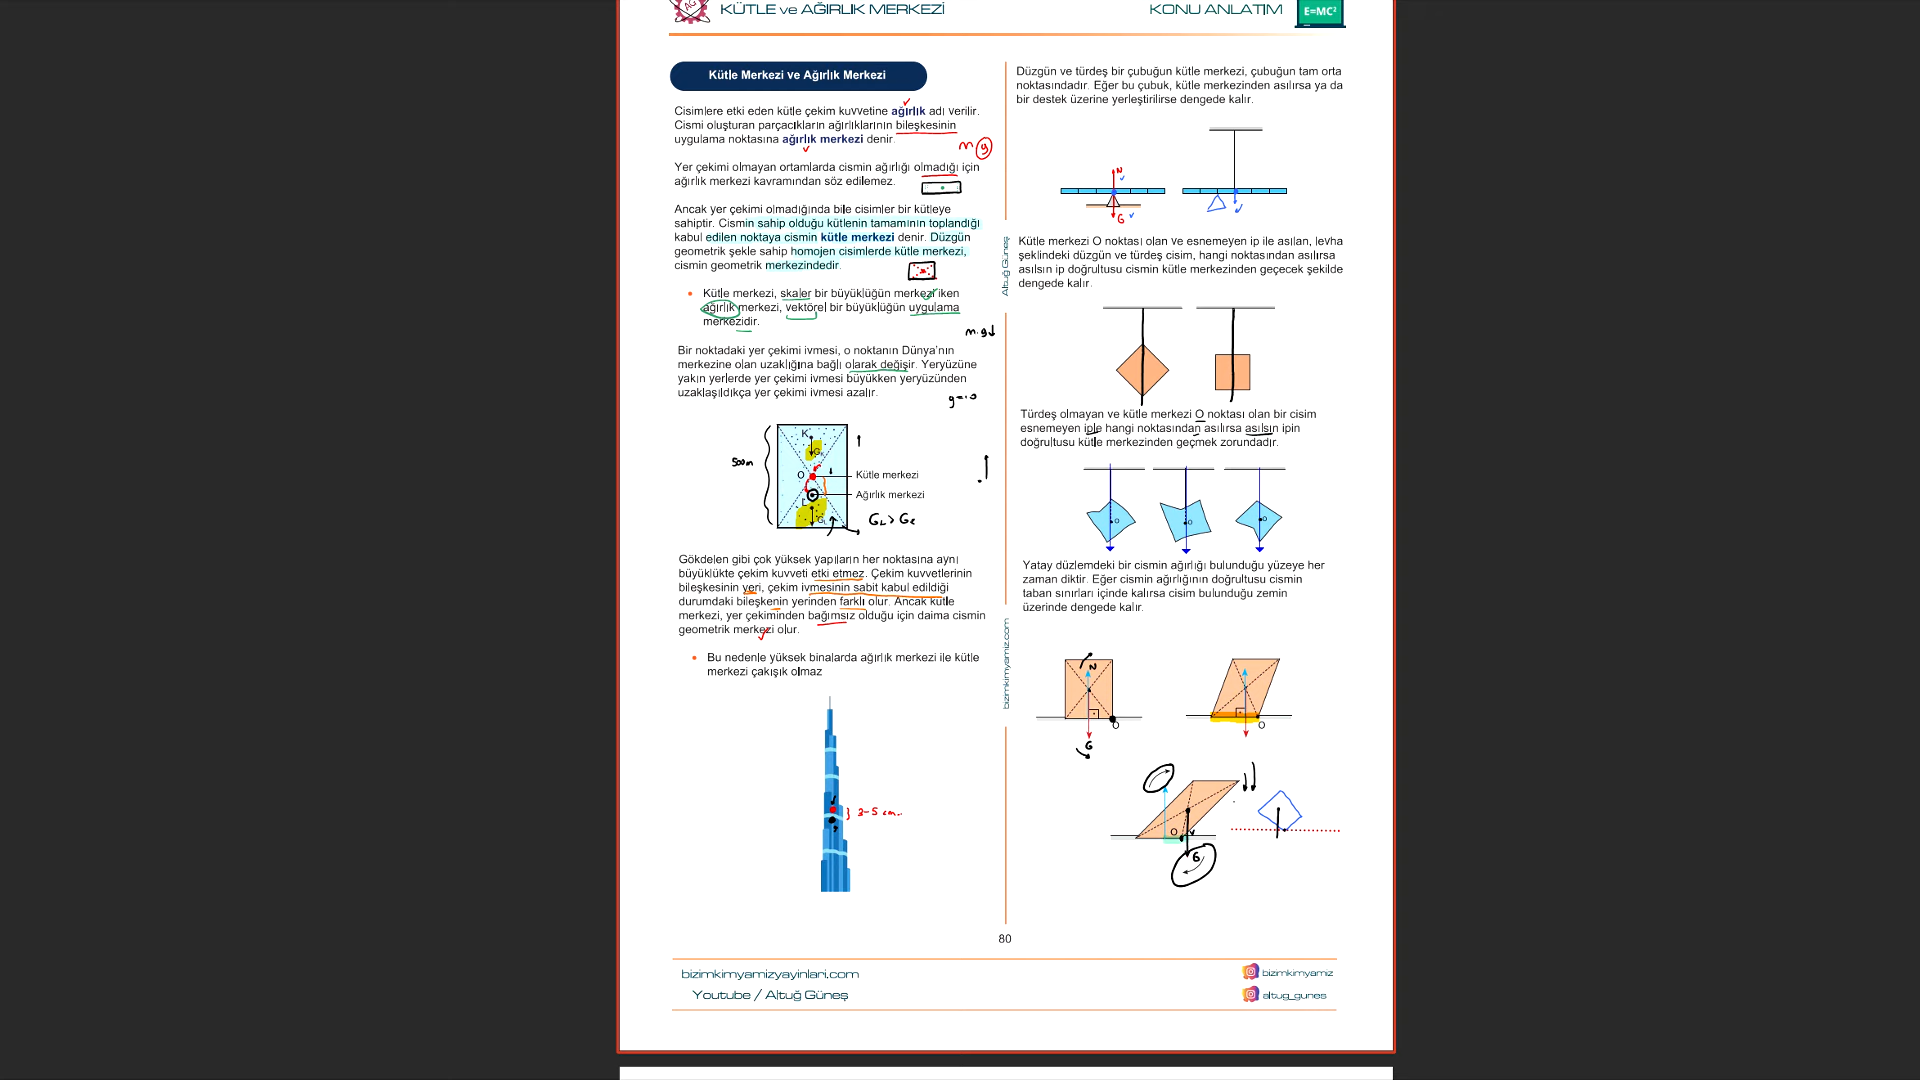 KÜTLE ve AĞIRLIK MERKEZİ
KONU ANLATIM
E=MC²
Kütle Merkezi ve Ağırlık Merkezi
Cisimlere etki eden kütle çekim kuvvetine ağırlık adı verilir.
Cismi oluşturan parçacıkların ağırlıklarının bileşkesinin
uygulama noktasına ağırlık merkezi denir.
m g
Yer çekimi olmayan ortamlarda cismin ağırlığı olmadığı için
ağırlık merkezi kavramından söz edilemez.
Ancak yer çekimi olmadığında bile cisimler bir kütleye
sahiptir. Cismin sahip olduğu kütlenin tamamının toplandığı
kabul edilen noktaya cismin kütle merkezi denir. Düzgün
geometrik şekle sahip homojen cisimlerde kütle merkezi,
cismin geometrik merkezindedir.
• Kütle merkezi, skaler bir büyüklüğün merkezi iken
ağırlık merkezi, vektörel bir büyüklüğün uygulama
merkezidir.
m.g↓
Bir noktadaki yer çekimi ivmesi, o noktanın Dünya'nın
merkezine olan uzaklığına bağlı olarak değişir. Yeryüzüne
yakın yerlerde yer çekimi ivmesi büyükken yeryüzünden
uzaklaşıldıkça yer çekimi ivmesi azalır.
500m
K
O
Kütle merkezi
Ağırlık merkezi
L
Gökdelen gibi çok yüksek yapıların her noktasına aynı
büyüklükte çekim kuvveti etki etmez. Çekim kuvvetlerinin
bileşkesinin yeri, çekim ivmesinin sabit kabul edildiği
durumdaki bileşkenin yerinden farklı olur. Ancak kütle
merkezi, yer çekiminden bağımsız olduğu için daima cismin
geometrik merkezi olur.
• Bu nedenle yüksek binalarda ağırlık merkezi ile kütle
merkezi çakışık olmaz
3-5 cm..
Altuğ Güneş
bizimkimyamiz.com
Düzgün ve türdeş bir çubuğun kütle merkezi, çubuğun tam orta
noktasındadır. Eğer bu çubuk, kütle merkezinden asılırsa ya da
bir destek üzerine yerleştirilirse dengede kalır.
N
G
Kütle merkezi O noktası olan ve esnemeyen ip ile asılan, levha
şeklindeki düzgün ve türdeş cisim, hangi noktasından asılırsa
asılsın ip doğrultusu cismin kütle merkezinden geçecek şekilde
dengede kalır.
Türdeş olmayan ve kütle merkezi O noktası olan bir cisim
esnemeyen iple hangi noktasından asılırsa asılsın ipin
doğrultusu kütle merkezinden geçmek zorundadır.
O
O
O
Yatay düzlemdeki bir cismin ağırlığı bulunduğu yüzeye her
zaman diktir. Eğer cismin ağırlığının doğrultusu cismin
taban sınırları içinde kalırsa cisim bulunduğu zemin
üzerinde dengede kalır.
N
O
G
O
O
G
80
bizimkimyamizyayinlari.com
Youtube / Altuğ Güneş
bizimkimyamiz
altug_gunes